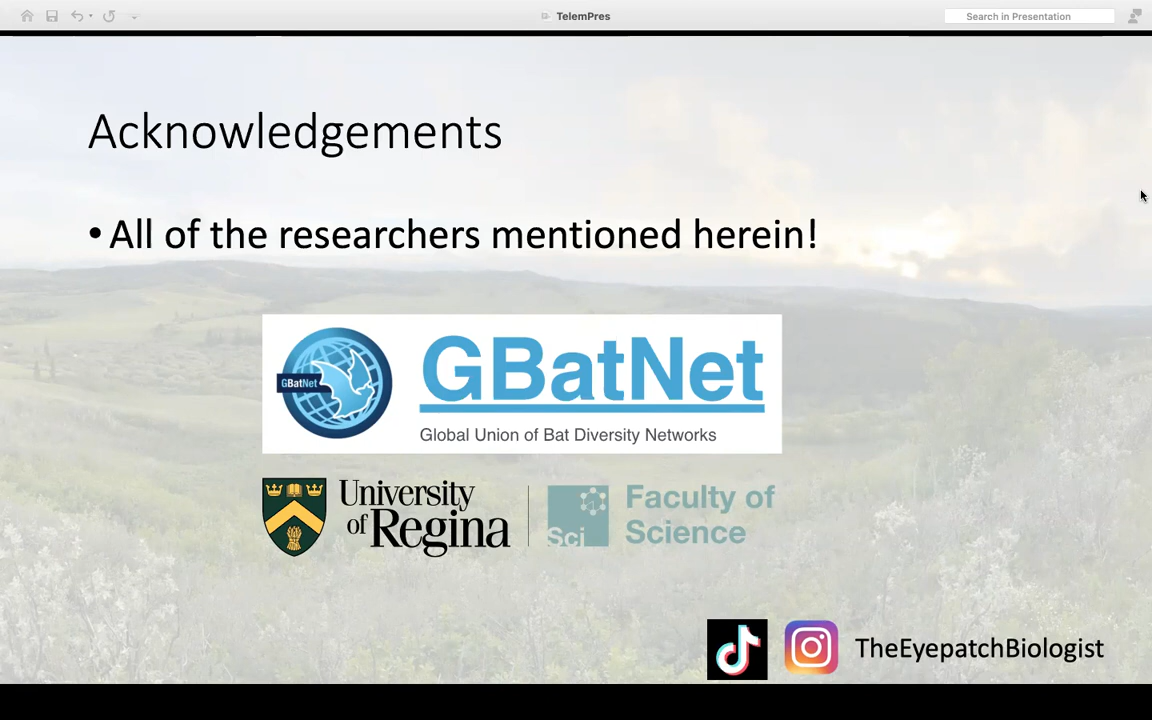 TelemPres
Search in Presentation
Acknowledgements
• All of the researchers mentioned herein!
GBatNet
GBatNet
Global Union of Bat Diversity Networks
University
of Regina
Sci
Faculty of
Science
TheEyepatchBiologist